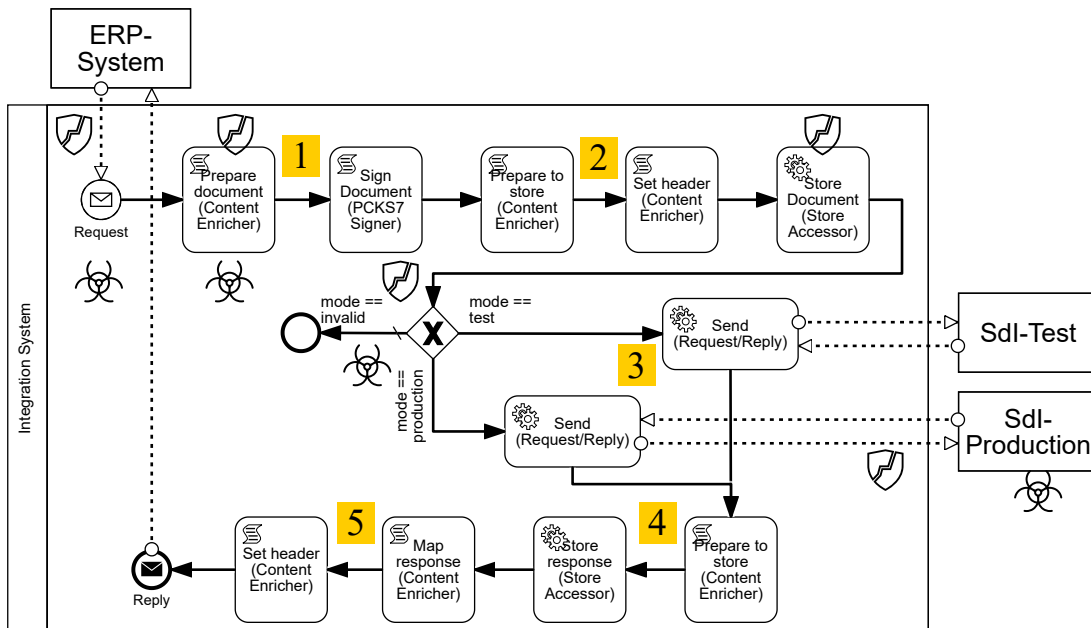 ERP-
System
Integration System
Request
Prepare
document
(Content
Enricher)
1
Sign
Document
(PCKS7
Signer)
Prepare to
store
(Content
Enricher)
2
Set header
(Content
Enricher)
Store
Document
(Store
Accessor)
mode ==
invalid
X
mode ==
test
mode ==
production
Send
(Request/Reply)
3
Send
(Request/Reply)
SdI-Test
SdI-
Production
Reply
Set header
(Content
Enricher)
5
Map
response
(Content
Enricher)
Store
response
(Store
Accessor)
4
Prepare to
store
(Content
Enricher)